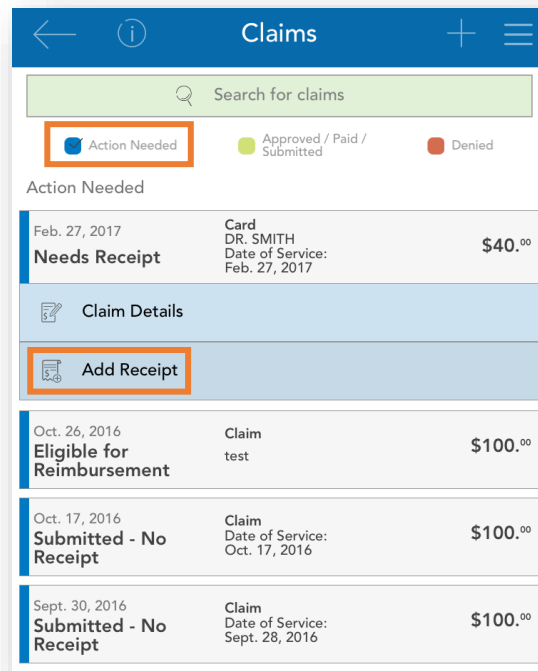 Claims
Search for claims
Action Needed
Approved / Paid /
Submitted
Denied
Action Needed
Feb. 27, 2017
Needs Receipt
Card
DR. SMITH
Date of Service:
Feb. 27, 2017
$40.00
Claim Details
Add Receipt
Oct. 26, 2016
Eligible for
Reimbursement
Claim
test
$100.00
Oct. 17, 2016
Submitted - No
Receipt
Claim
Date of Service:
Oct. 17, 2016
$100.00
Sept. 30, 2016
Submitted - No
Receipt
Claim
Date of Service:
Sept. 28, 2016
$100.00